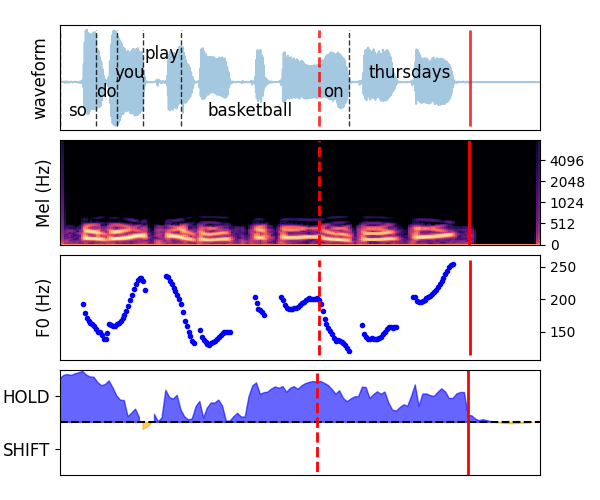 waveform
so
do
you
play
basketball
on
thursdays
Mel (Hz)
4096
2048
1024
512
0
F0 (Hz)
250
200
150
HOLD
SHIFT